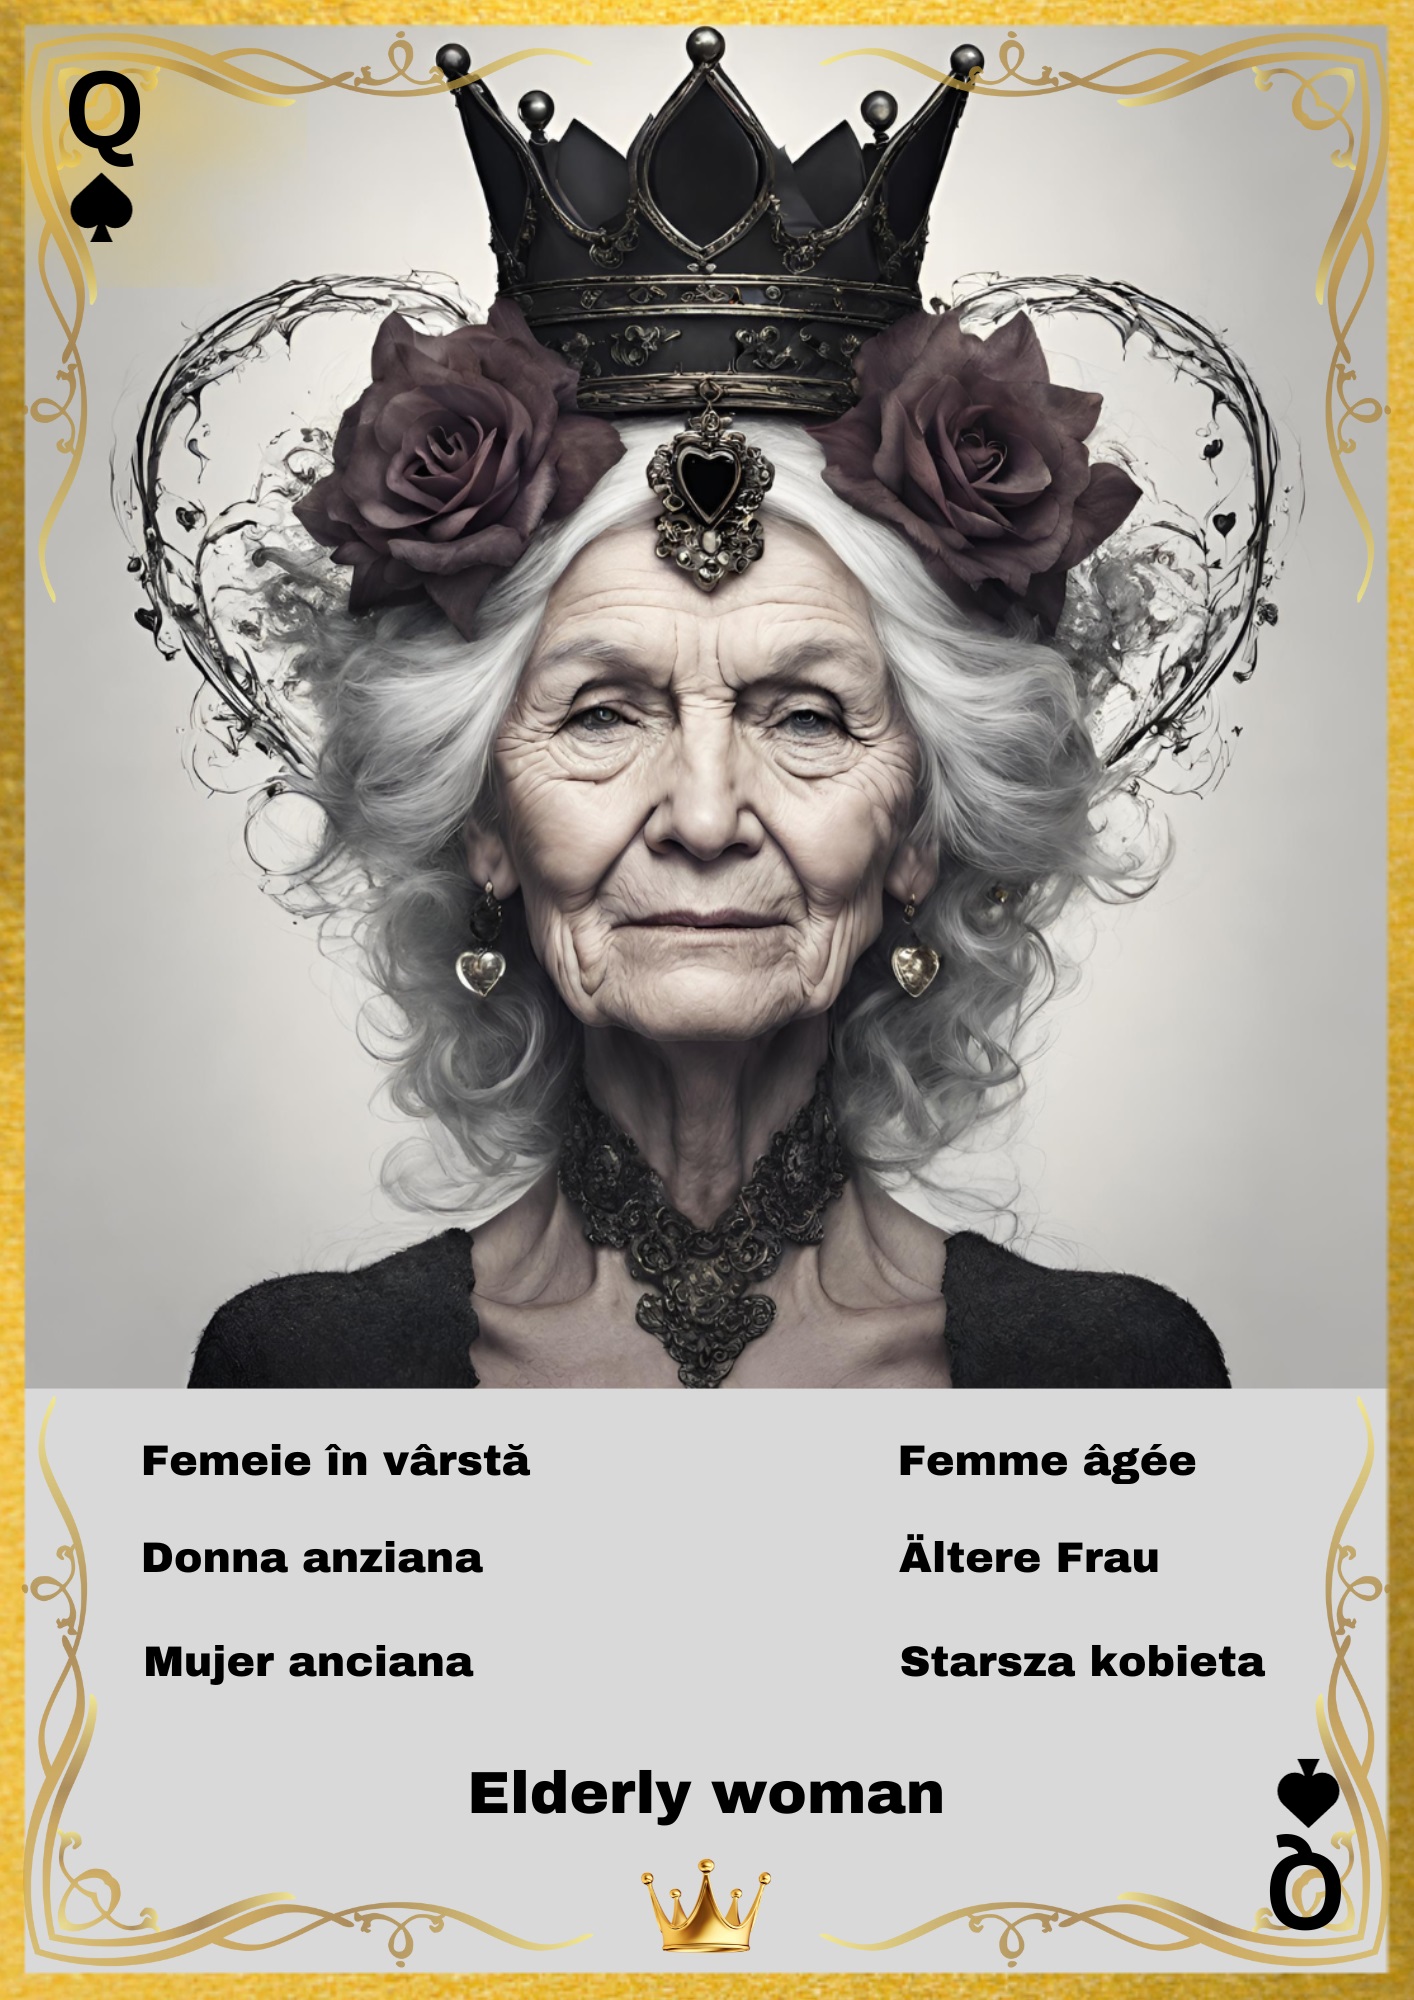 Q
Femeie în vârstă
Femme âgée
Donna anziana
Ältere Frau
Mujer anciana
Starsza kobieta
Elderly woman
Q